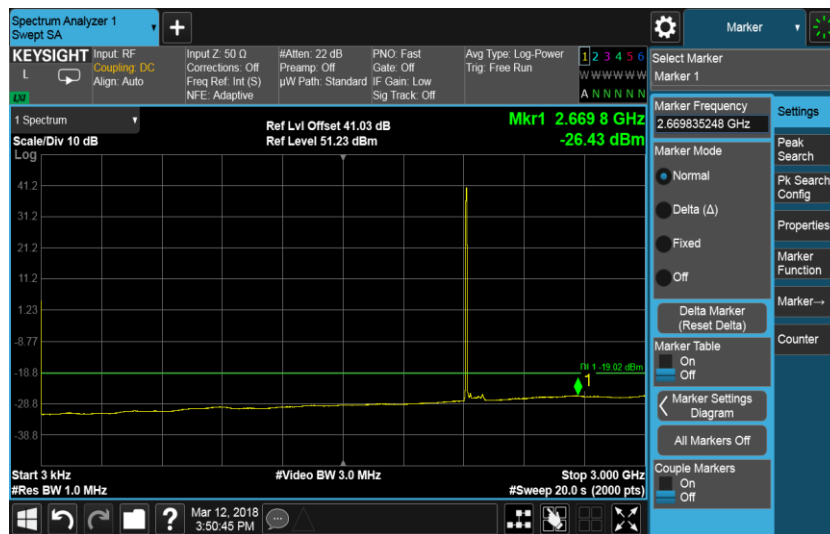 Spectrum Analyzer 1
Swept SA
+
Marker
KEYSIGHT
L
LXI
Input: RF
Coupling: DC
Align: Auto
Input Z: 50 Ω
Corrections: Off
Freq Ref: Int (S)
NFE: Adaptive
#Atten: 22 dB
Preamp: Off
µW Path: Standard
PNO: Fast
Gate: Off
IF Gain: Low
Sig Track: Off
Avg Type: Log-Power
Trig: Free Run
1 2 3 4 5 6
W W W W W W
A N N N N N
Select Marker
Marker 1
1 Spectrum
Scale/Div 10 dB
Log
Ref Lvl Offset 41.03 dB
Ref Level 51.23 dBm
Mkr1 2.669 8 GHz
-26.43 dBm
41.2
31.2
21.2
11.2
1.23
-8.77
-18.8
-28.8
-38.8
DL1 -19.02 dBm
1
Start 3 kHz
#Res BW 1.0 MHz
#Video BW 3.0 MHz
Stop 3.000 GHz
#Sweep 20.0 s (2000 pts)
Marker Frequency
2.669835248 GHz
Marker Mode
Normal
Delta (Δ)
Fixed
Off
Delta Marker
(Reset Delta)
Marker Table
On
Off
Marker Settings
Diagram
All Markers Off
Couple Markers
On
Off
Settings
Peak
Search
Pk Search
Config
Properties
Marker
Function
Marker→
Counter
?
Mar 12, 2018
3:50:45 PM